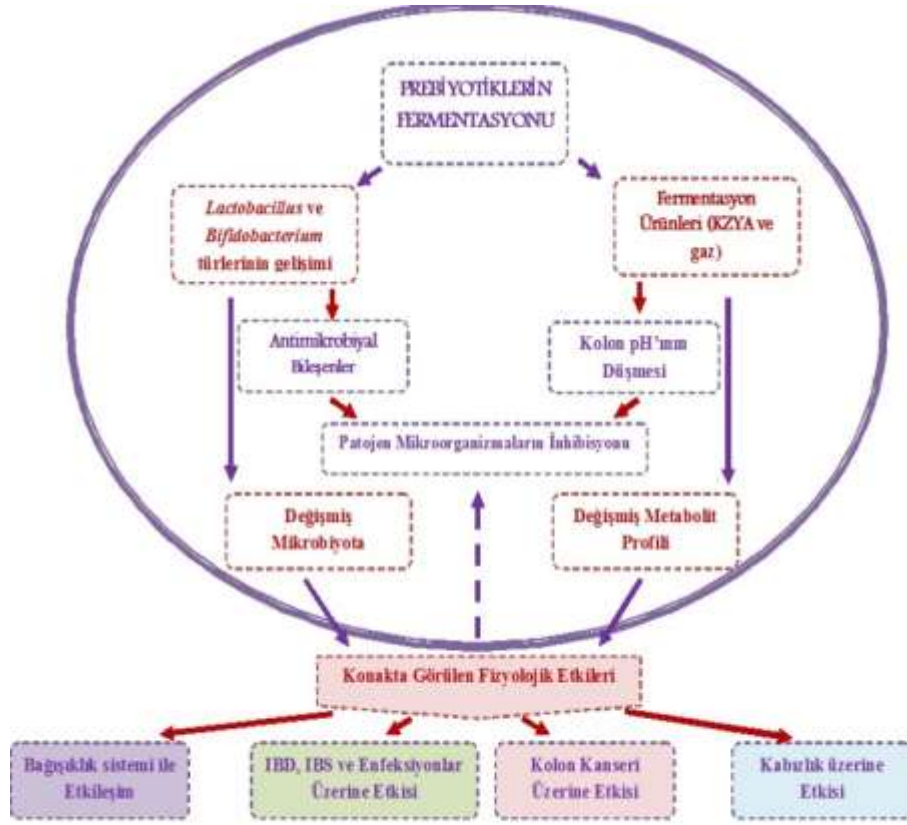 PREBİYOTİKLERİN
FERMENTASYONU
Lactobacillus ve
Bifidobacterium
türlerinin gelişimi
Fermentasyon
Ürünleri (KZYA ve
gaz)
Antimikrobiyal
Bileşenler
Kolon pH'ının
Düşmesi
Patojen Mikroorganizmaların İnhibisyonu
Değişmiş
Mikrobiyota
Değişmiş Metabolit
Profili
Konakta Görülen Fizyolojik Etkileri
Bağışıklık sistemi ile
Etkileşim
IBD, IBS ve Enfeksiyonlar
Üzerine Etkisi
Kolon Kanseri
Üzerine Etkisi
Kabızlık üzerine
Etkisi